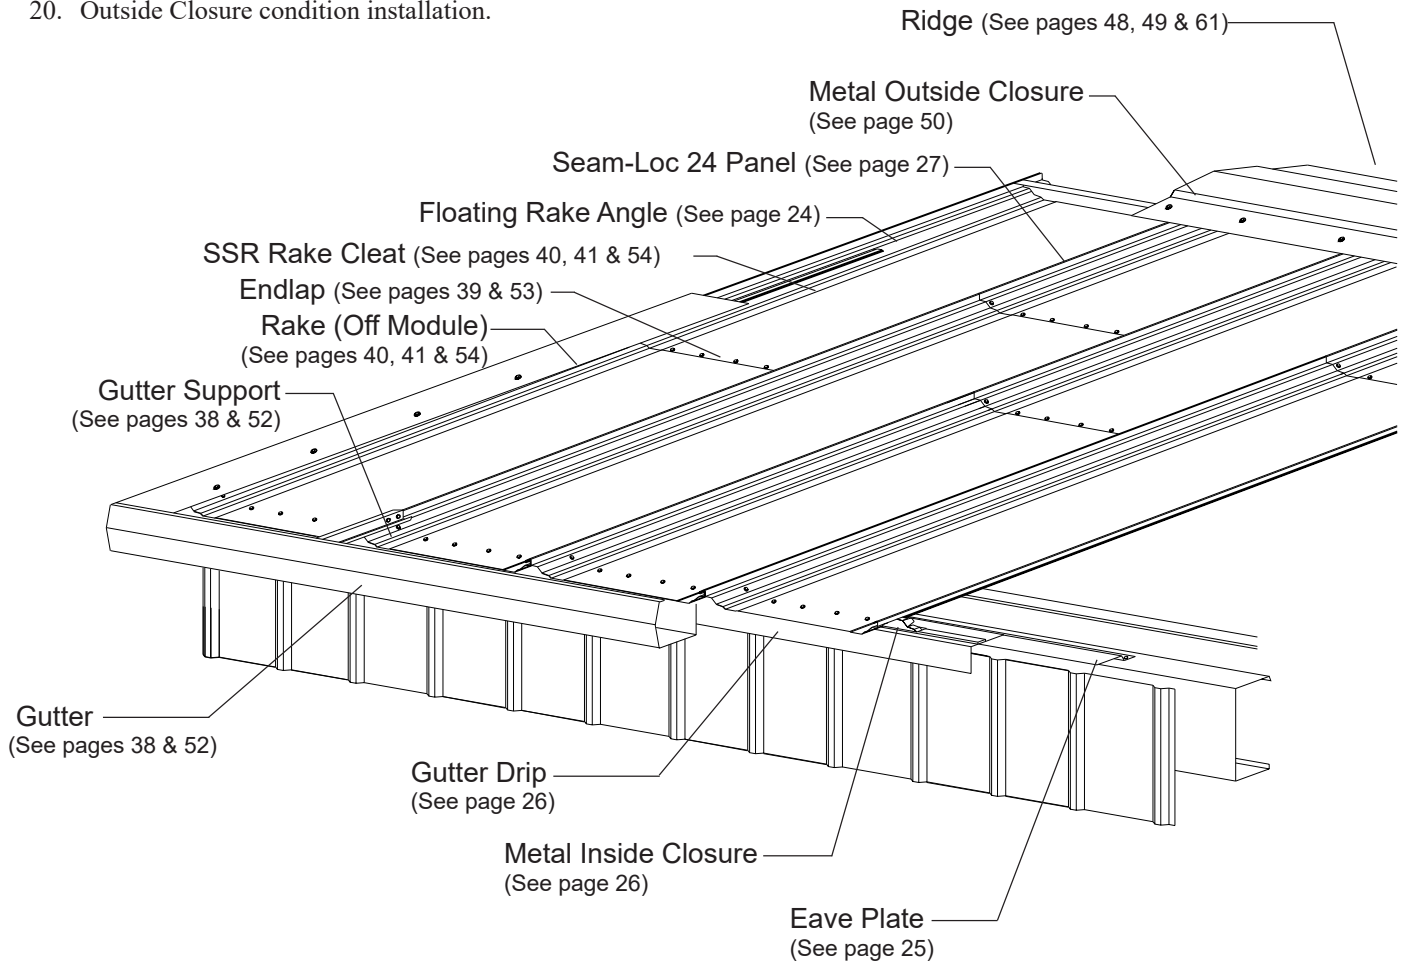 20. Outside Closure condition installation.
Ridge (See pages 48, 49 & 61)
Metal Outside Closure
(See page 50)
Seam-Loc 24 Panel (See page 27)
Floating Rake Angle (See page 24)
SSR Rake Cleat (See pages 40, 41 & 54)
Endlap (See pages 39 & 53)
Rake (Off Module)
(See pages 40, 41 & 54)
Gutter Support
(See pages 38 & 52)
Gutter
(See pages 38 & 52)
Gutter Drip
(See page 26)
Metal Inside Closure
(See page 26)
Eave Plate
(See page 25)